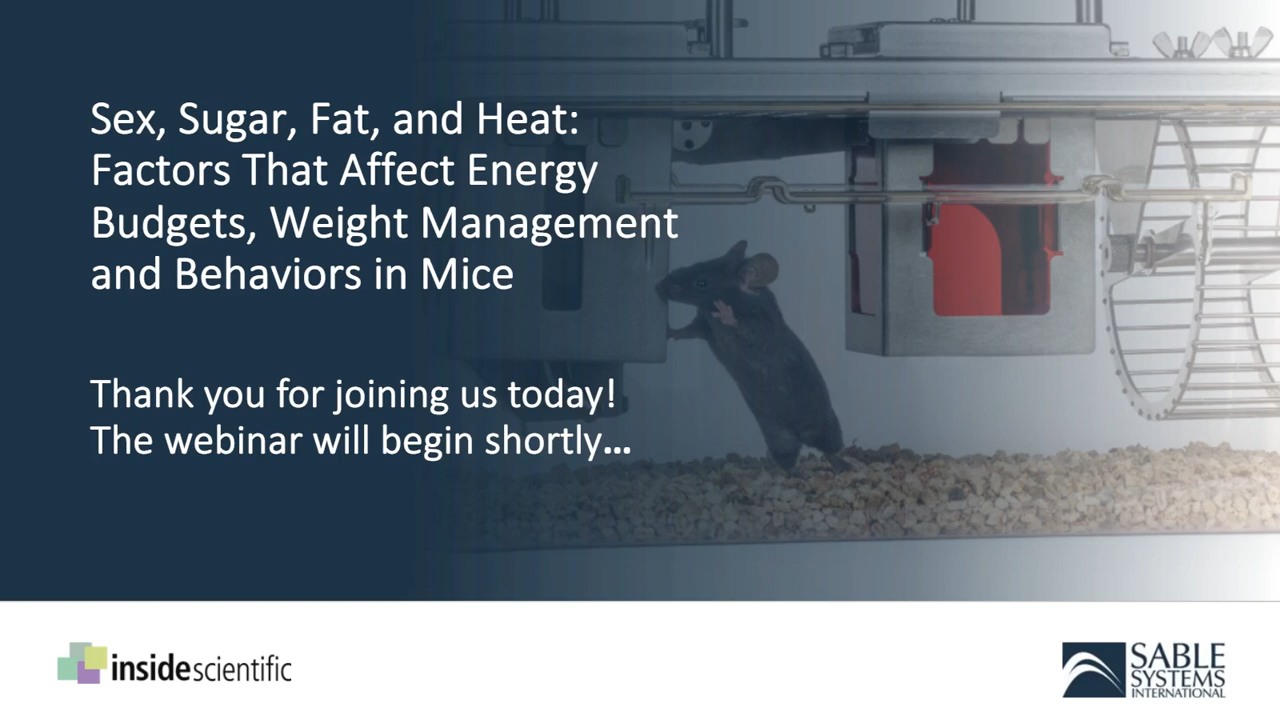 Sex, Sugar, Fat, and Heat:
Factors That Affect Energy
Budgets, Weight Management
and Behaviors in Mice
Thank you for joining us today!
The webinar will begin shortly...
insidescientific
SABLE
SYSTEMS
INTERNATIONAL